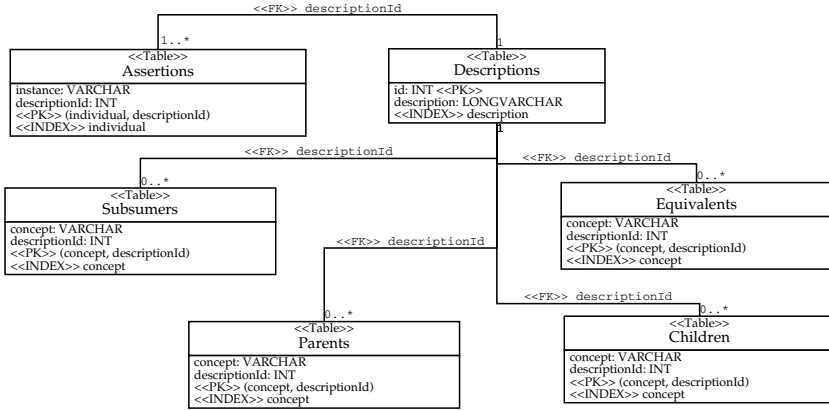 <<FK>> descriptionId
1..*
1
<<Table>>
Assertions
instance: VARCHAR
descriptionId: INT
<<PK>> (individual, descriptionId)
<<INDEX>> individual
<<Table>>
Descriptions
id: INT <<PK>>
description: LONGVARCHAR
<<INDEX>> description
1
<<FK>> descriptionId
0..*
<<Table>>
Subsumers
concept: VARCHAR
descriptionId: INT
<<PK>> (concept, descriptionId)
<<INDEX>> concept
<<FK>> descriptionId
0..*
<<Table>>
Equivalents
concept: VARCHAR
descriptionId: INT
<<PK>> (concept, descriptionId)
<<INDEX>> concept
<<FK>> descriptionId
0..*
<<Table>>
Parents
concept: VARCHAR
descriptionId: INT
<<PK>> (concept, descriptionId)
<<INDEX>> concept
<<FK>> descriptionId
0..*
<<Table>>
Children
concept: VARCHAR
descriptionId: INT
<<PK>> (concept, descriptionId)
<<INDEX>> concept